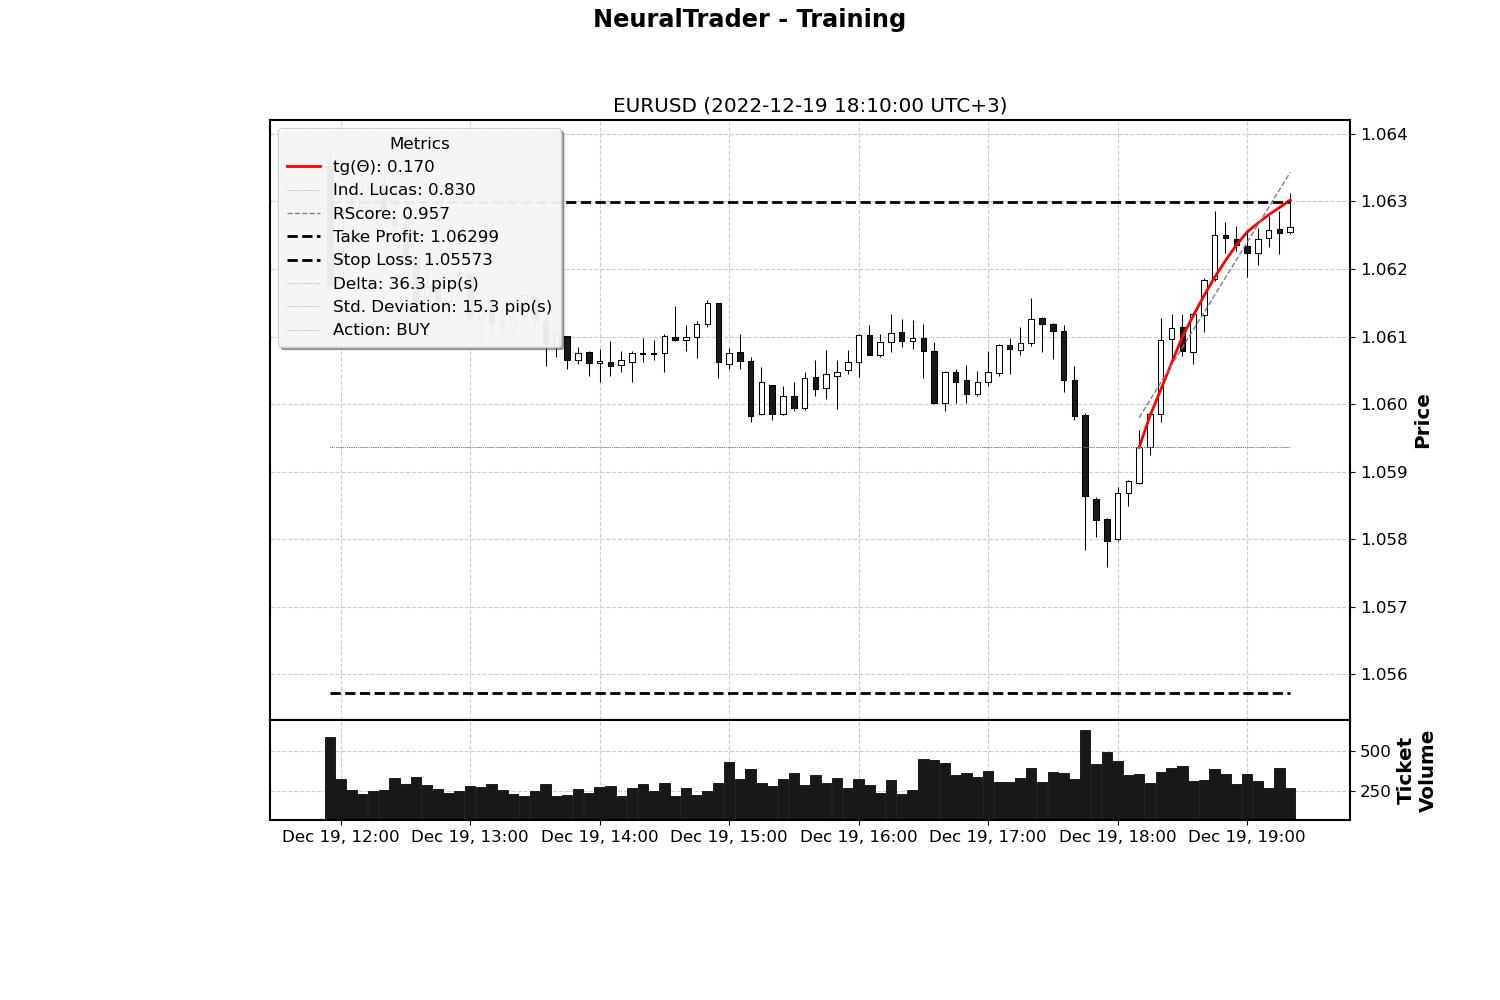 NeuralTrader - Training
EURUSD (2022-12-19 18:10:00 UTC+3)
Metrics
tg(Θ): 0.170
Ind. Lucas: 0.830
RScore: 0.957
Take Profit: 1.06299
Stop Loss: 1.05573
Delta: 36.3 pip(s)
Std. Deviation: 15.3 pip(s)
Action: BUY
1.064
1.063
1.062
1.061
1.060
1.059
1.058
1.057
1.056
Price
500
250
Ticket
Volume
Dec 19, 12:00
Dec 19, 13:00
Dec 19, 14:00
Dec 19, 15:00
Dec 19, 16:00
Dec 19, 17:00
Dec 19, 18:00
Dec 19, 19:00